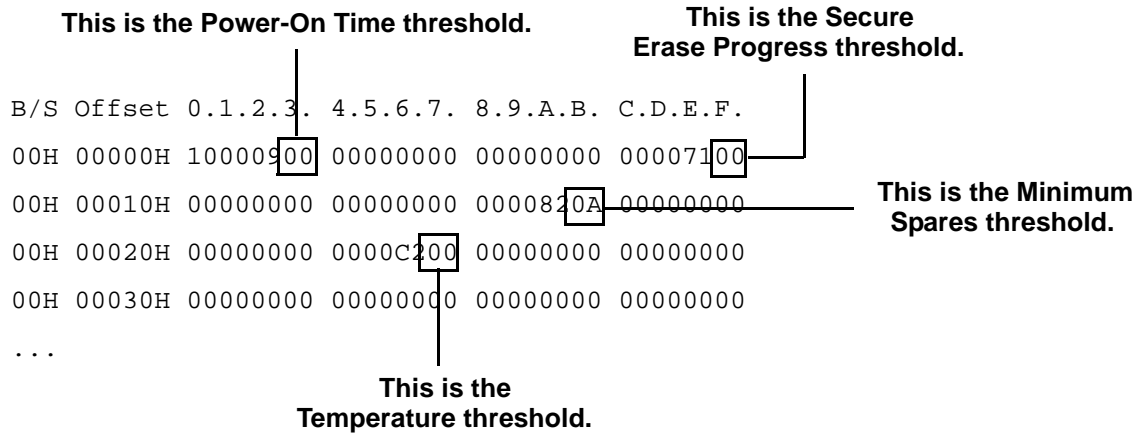 This is the Power-On Time threshold.
This is the Secure
Erase Progress threshold.
B/S Offset 0.1.2.3. 4.5.6.7. 8.9.A.B. C.D.E.F.
00H 00000H 10000900 00000000 00000000 00007100
00H 00010H 00000000 00000000 0000820A 00000000
This is the Minimum
Spares threshold.
00H 00020H 00000000 0000C200 00000000 00000000
00H 00030H 00000000 00000000 00000000 00000000
...
This is the
Temperature threshold.